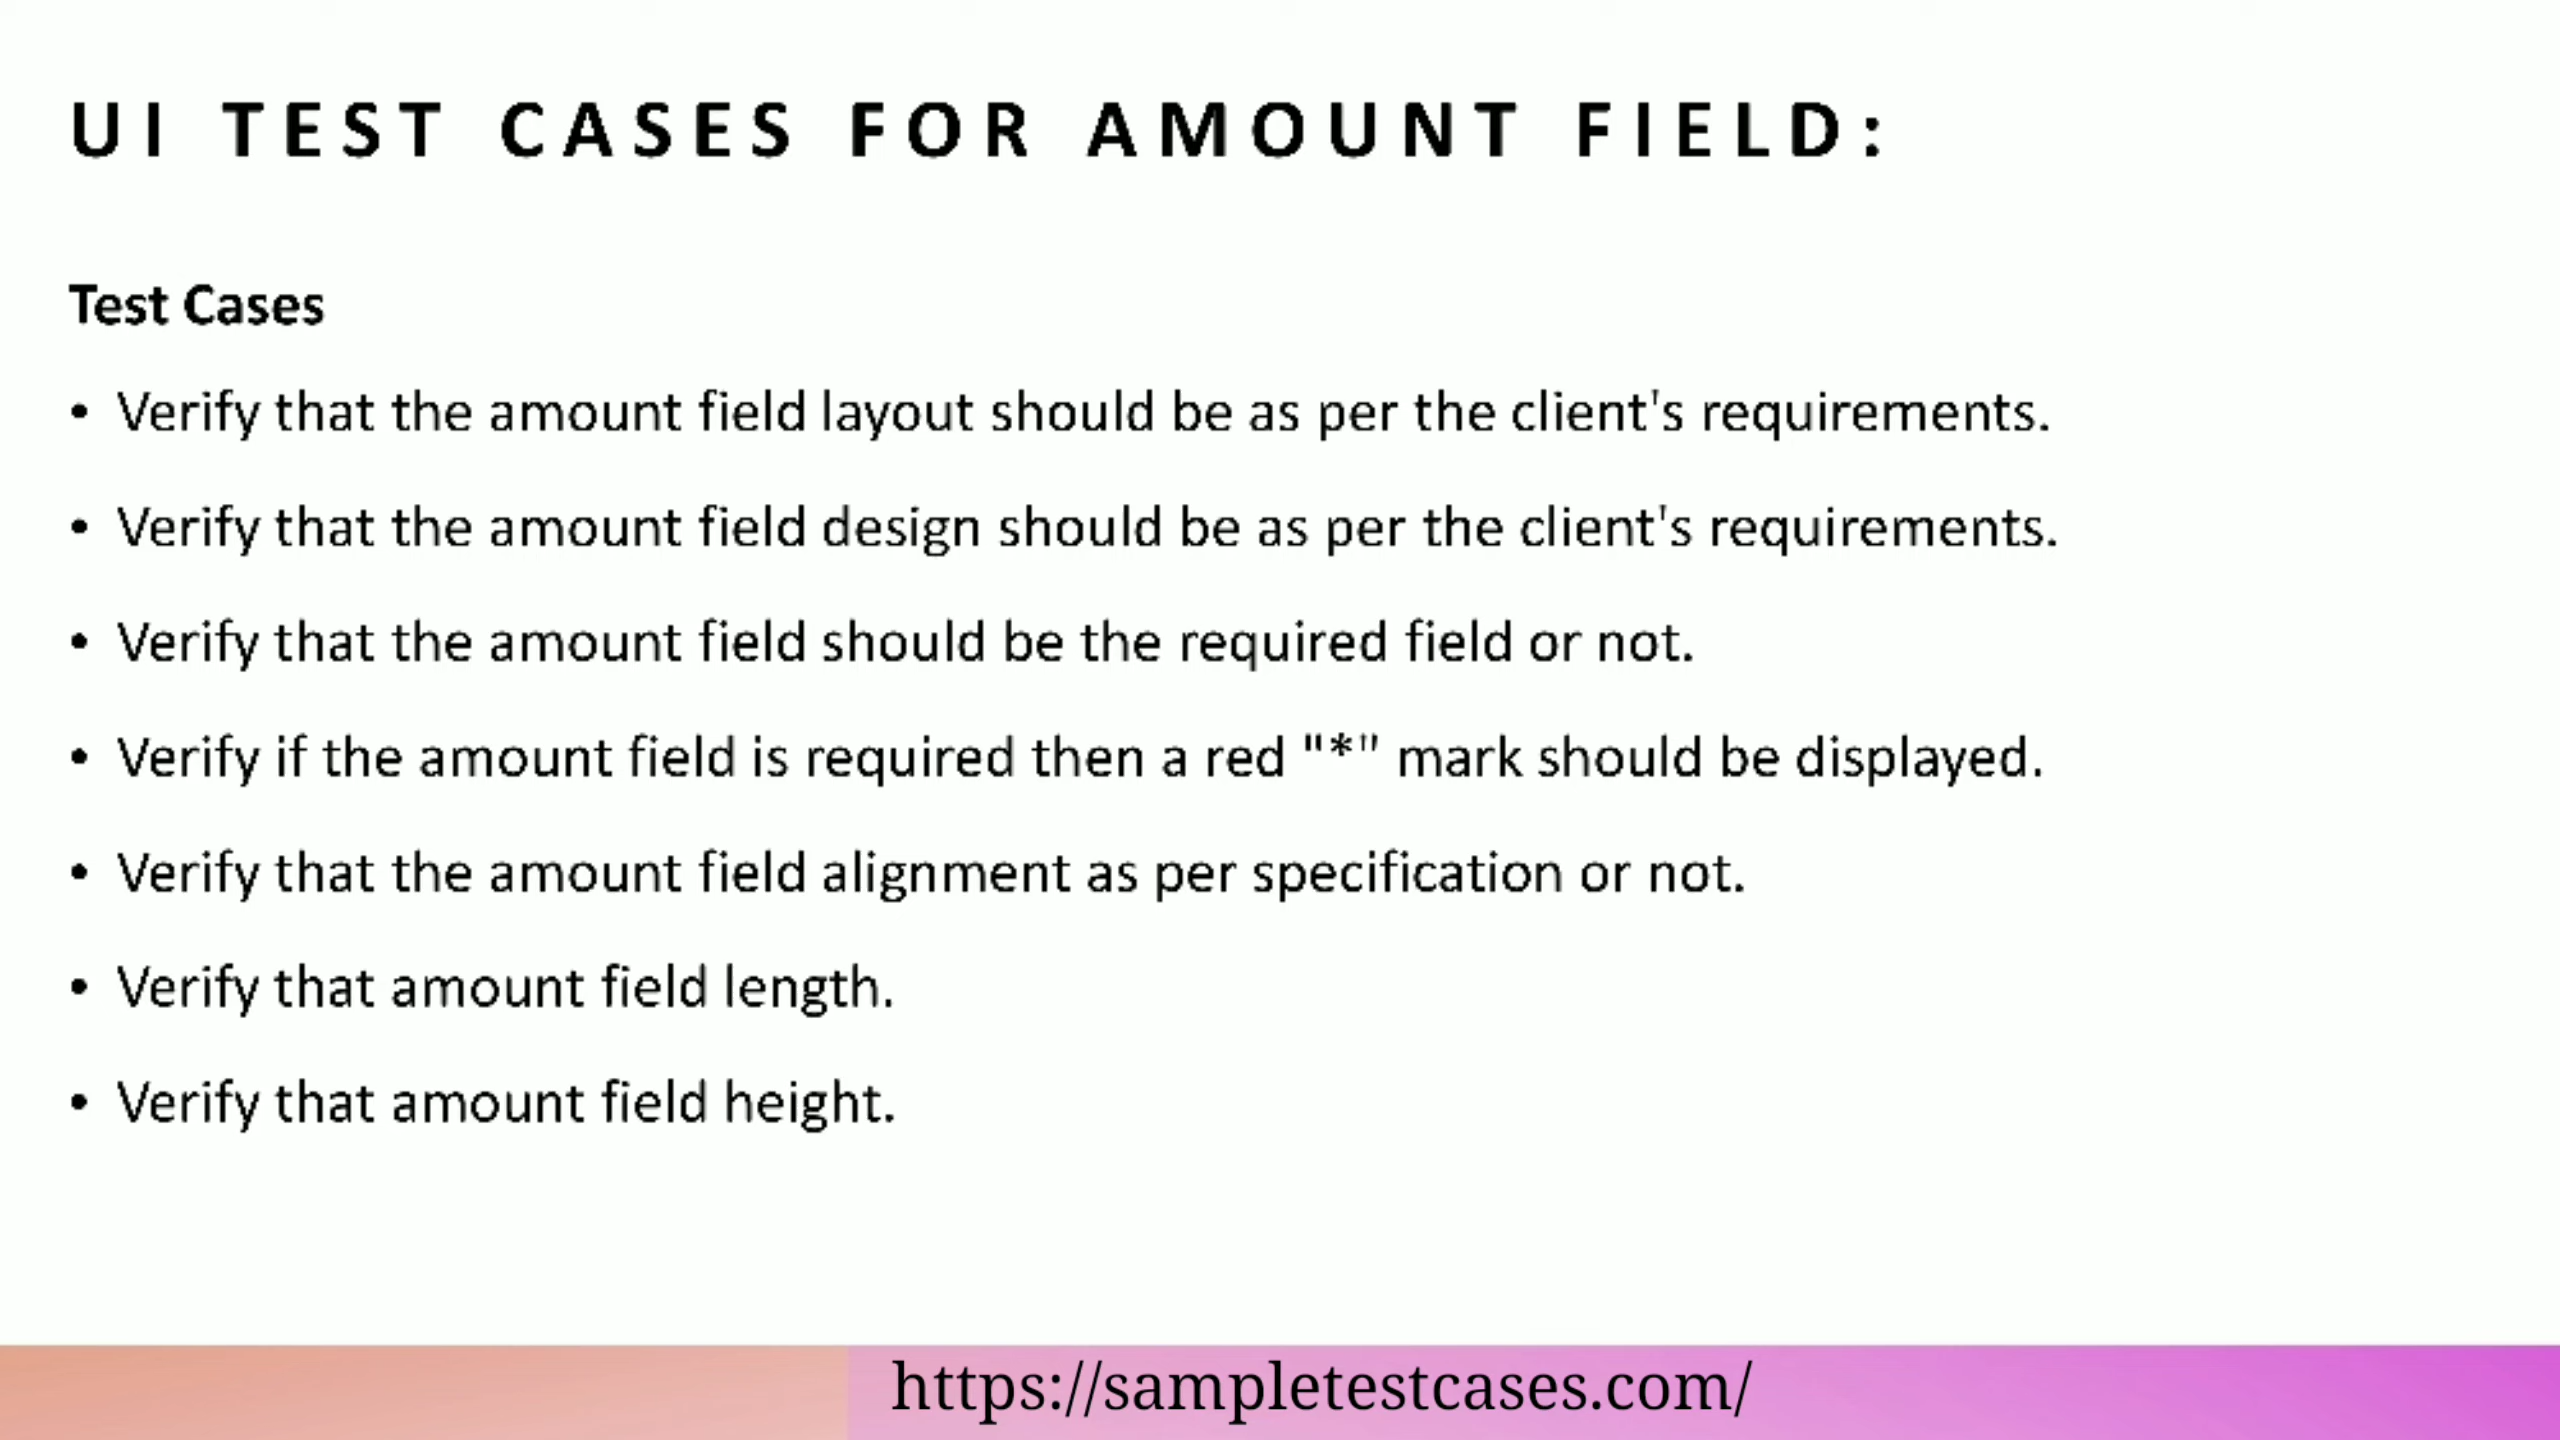 UI TEST CASES FOR AMOUNT FIELD:
Test Cases
• Verify that the amount field layout should be as per the client's requirements.
• Verify that the amount field design should be as per the client's requirements.
• Verify that the amount field should be the required field or not.
• Verify if the amount field is required then a red "*" mark should be displayed.
• Verify that the amount field alignment as per specification or not.
• Verify that amount field length.
• Verify that amount field height.
https://sampletestcases.com/